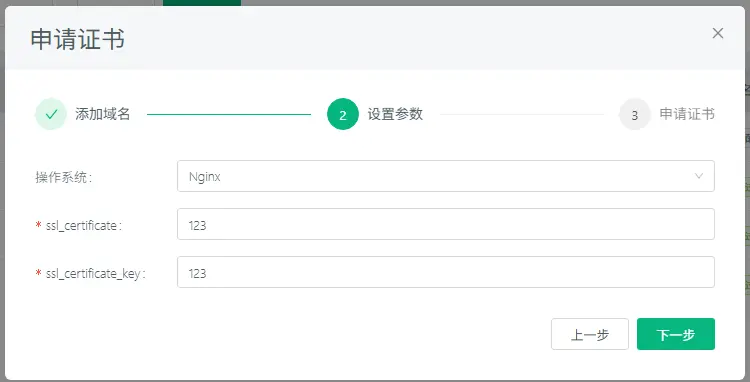 申请证书
添加域名
2 设置参数
3 申请证书
操作系统：
Nginx
* ssl_certificate：
123
* ssl_certificate_key：
123
上一步
下一步